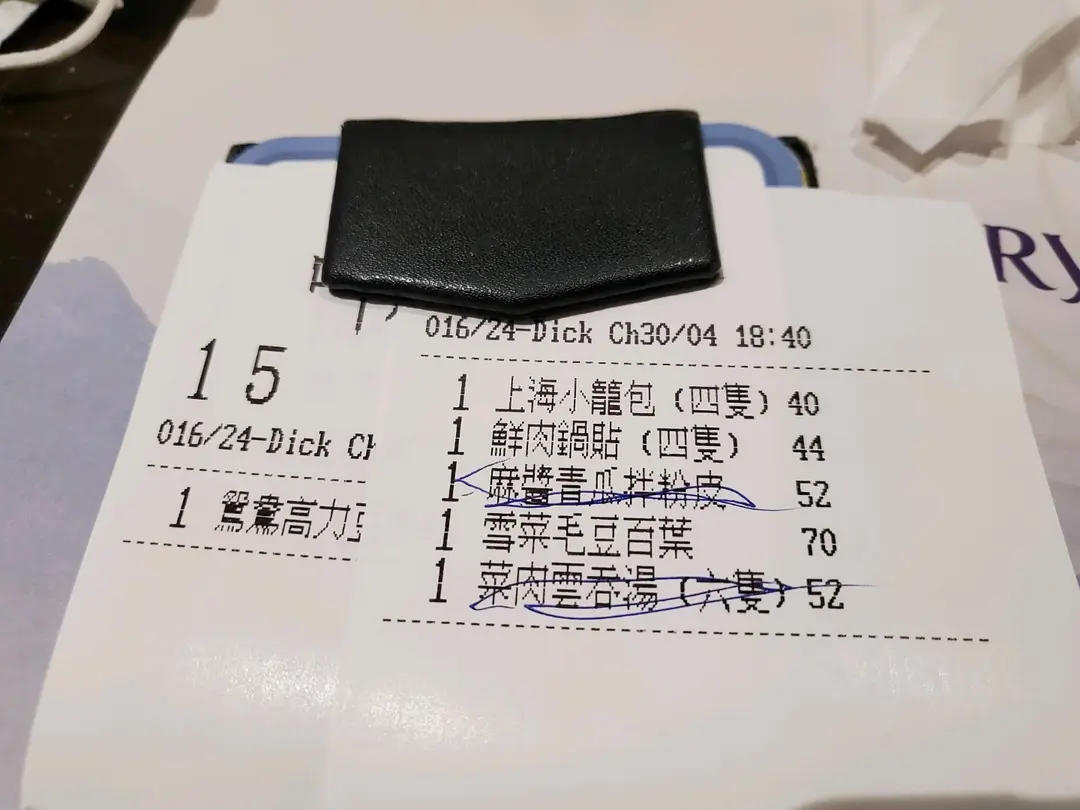 RY
15
016/24-Dick Ch
1 鴛鴦高力豆
016/24-Dick Ch30/04 18:40
1 上海小籠包(四隻) 40
1 鮮肉鍋貼(四隻) 44
1 麻醬青瓜拌粉皮 52
1 雪菜毛豆百葉 70
1 菜肉雲吞湯(六隻) 52